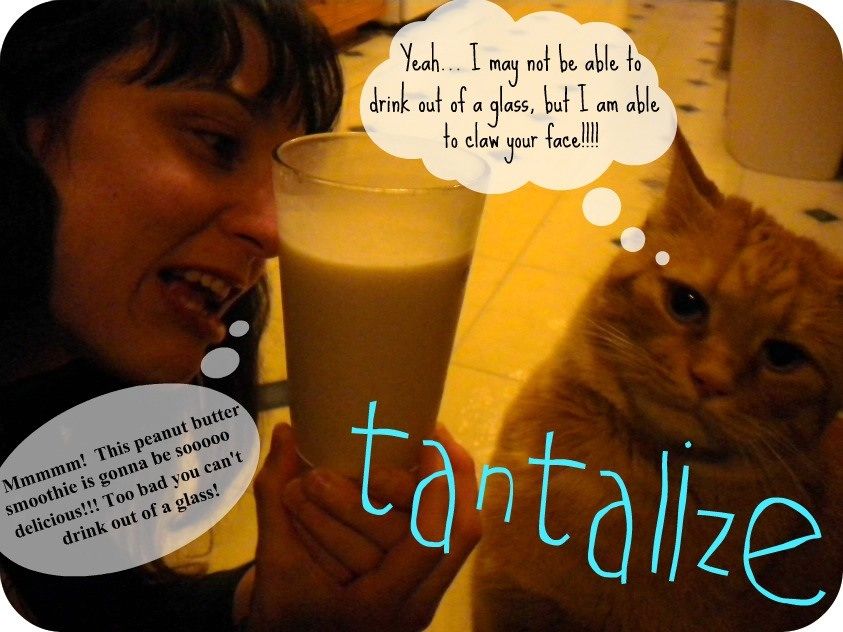 Yeah... I may not be able to
drink out of a glass, but I am able
to claw your face!!!!
Mmmmm! This peanut butter
smoothie is gonna be sooooo
delicious!!! Too bad you can't
drink out of a glass!
tantalize